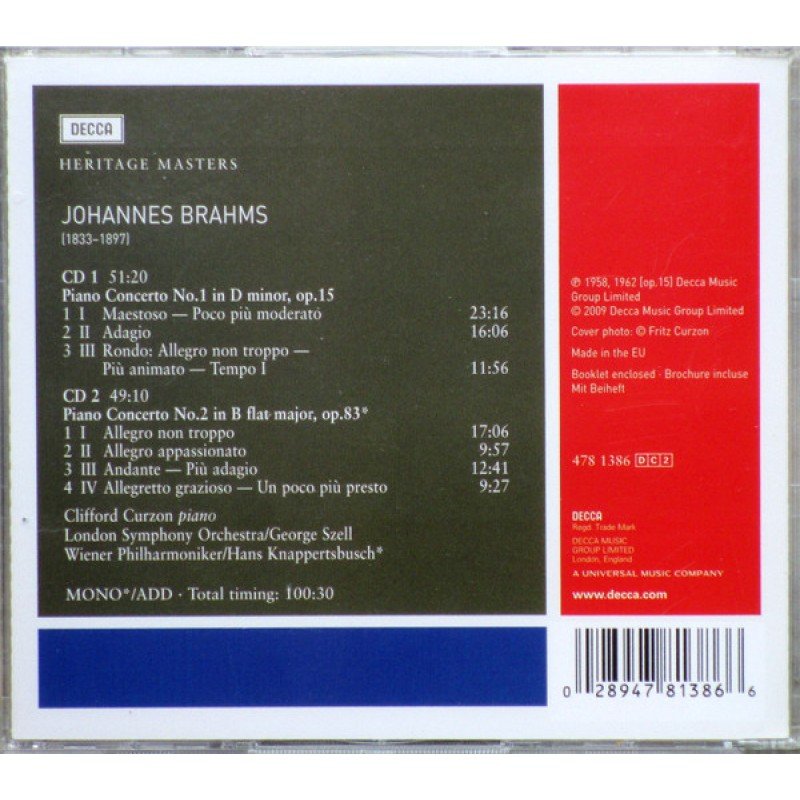 DECCA
HERITAGE MASTERS
JOHANNES BRAHMS
(1833–1897)
CD 1 51:20
Piano Concerto No.1 in D minor, op.15
1 I Maestoso — Poco più moderato 23:16
2 II Adagio 16:06
3 III Rondo: Allegro non troppo —
Più animato — Tempo I 11:56
CD 2 49:10
Piano Concerto No.2 in B flat major, op.83*
1 I Allegro non troppo 17:06
2 II Allegro appassionato 9:57
3 III Andante — Più adagio 12:41
4 IV Allegretto grazioso — Un poco più presto 9:27
Clifford Curzon piano
London Symphony Orchestra/George Szell
Wiener Philharmoniker/Hans Knappertsbusch*
MONO*/ADD · Total timing: 100:30
℗ 1958, 1962 [op.15] Decca Music
Group Limited
© 2009 Decca Music Group Limited
Cover photo: © Fritz Curzon
Made in the EU
Booklet enclosed · Brochure incluse
Mit Beiheft
478 1386 DC2
DECCA
Regd. Trade Mark
DECCA MUSIC
GROUP LIMITED
London, England
A UNIVERSAL MUSIC COMPANY
www.decca.com
0 28947 81386 6